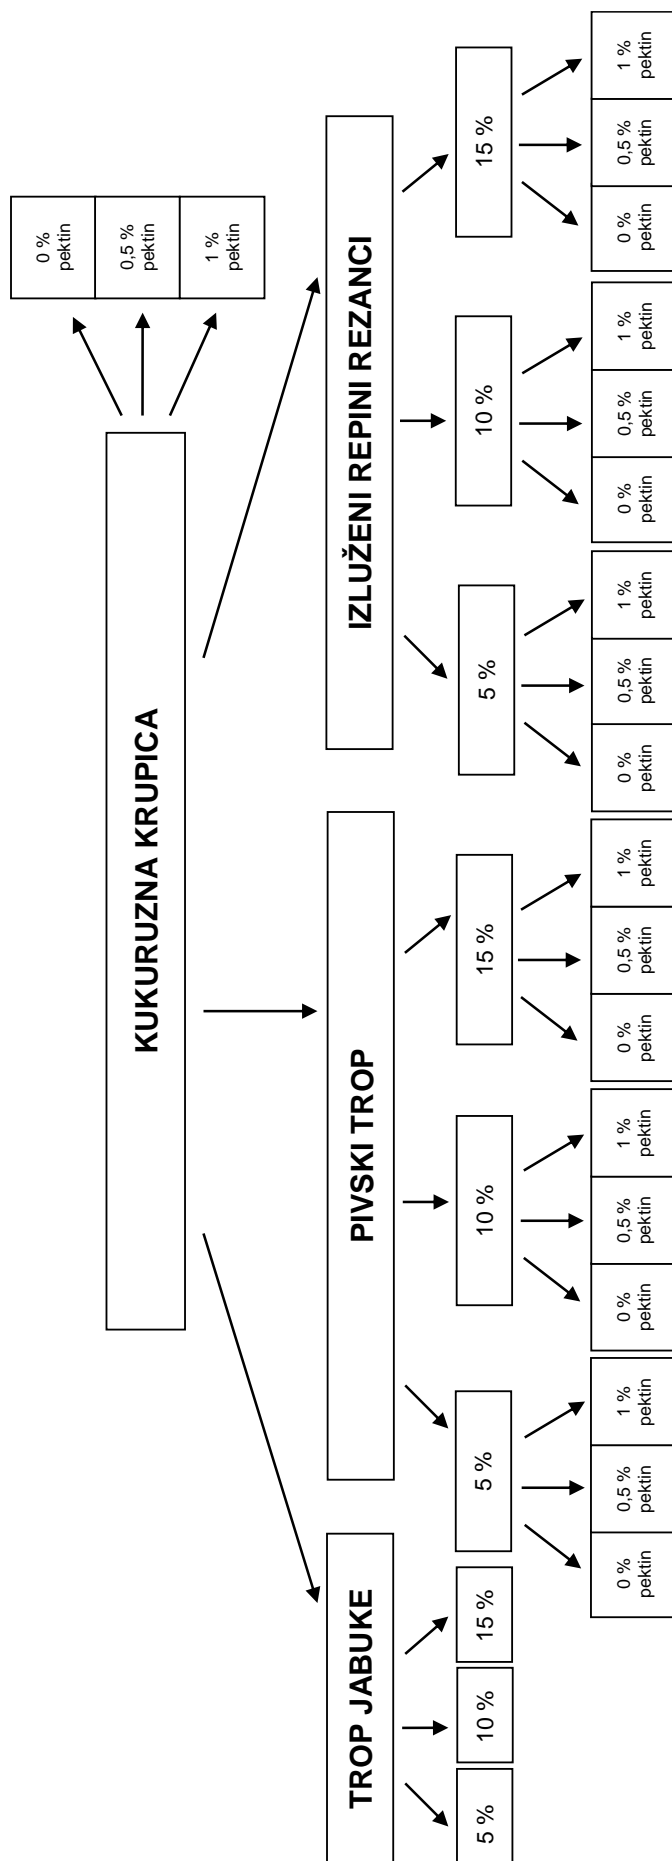 0 %
pektin
0,5 %
pektin
1 %
pektin
KUKURUZNA KRUPICA
TROP JABUKE
PIVSKI TROP
IZLUŽENI REPINI REZANCI
5 %
10 %
15 %
5 %
10 %
15 %
5 %
10 %
15 %
0 %
pektin
0,5 %
pektin
1 %
pektin
0 %
pektin
0,5 %
pektin
1 %
pektin
0 %
pektin
0,5 %
pektin
1 %
pektin
0 %
pektin
0,5 %
pektin
1 %
pektin
0 %
pektin
0,5 %
pektin
1 %
pektin
0 %
pektin
0,5 %
pektin
1 %
pektin